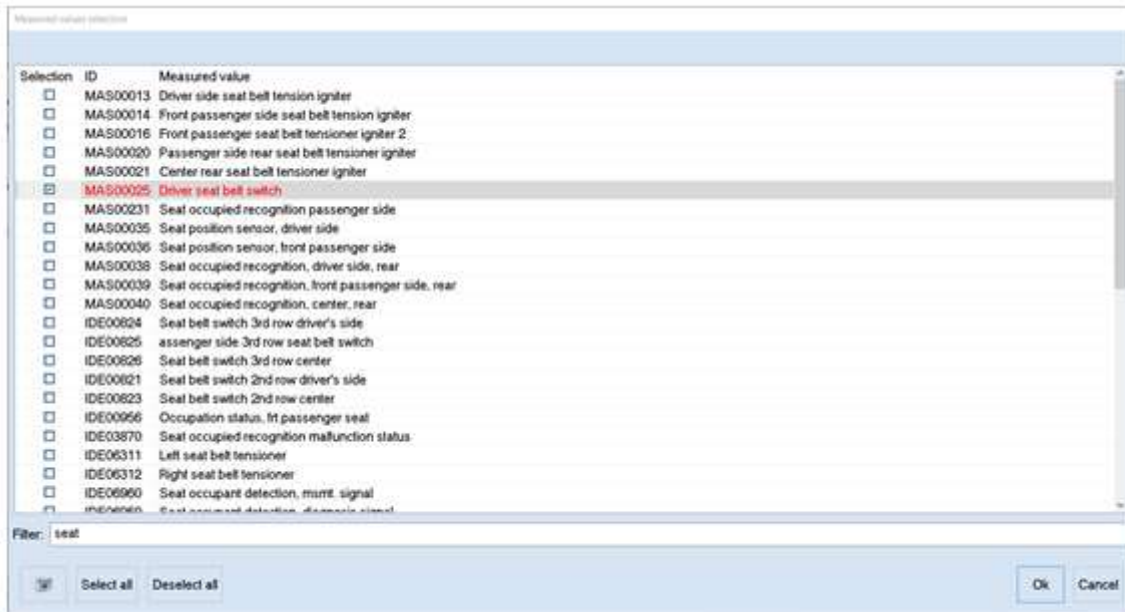 Measured values selection
Selection ID Measured value
MAS00013 Driver side seat belt tension igniter
MAS00014 Front passenger side seat belt tension igniter
MAS00016 Front passenger seat belt tensioner igniter 2
MAS00020 Passenger side rear seat belt tensioner igniter
MAS00021 Center rear seat belt tensioner igniter
MAS00025 Driver seat belt switch
MAS00231 Seat occupied recognition passenger side
MAS00035 Seat position sensor, driver side
MAS00036 Seat position sensor, front passenger side
MAS00038 Seat occupied recognition, driver side, rear
MAS00039 Seat occupied recognition, front passenger side, rear
MAS00040 Seat occupied recognition, center, rear
IDE00824 Seat belt switch 3rd row driver's side
IDE00825 assenger side 3rd row seat belt switch
IDE00826 Seat belt switch 3rd row center
IDE00821 Seat belt switch 2nd row driver's side
IDE00823 Seat belt switch 2nd row center
IDE00956 Occupation status, frt passenger seat
IDE03870 Seat occupied recognition malfunction status
IDE06311 Left seat belt tensioner
IDE06312 Right seat belt tensioner
IDE06960 Seat occupant detection, msmt. signal
Seat occupant detection, diagnosis signal
Filter: seat
Select all Deselect all Ok Cancel